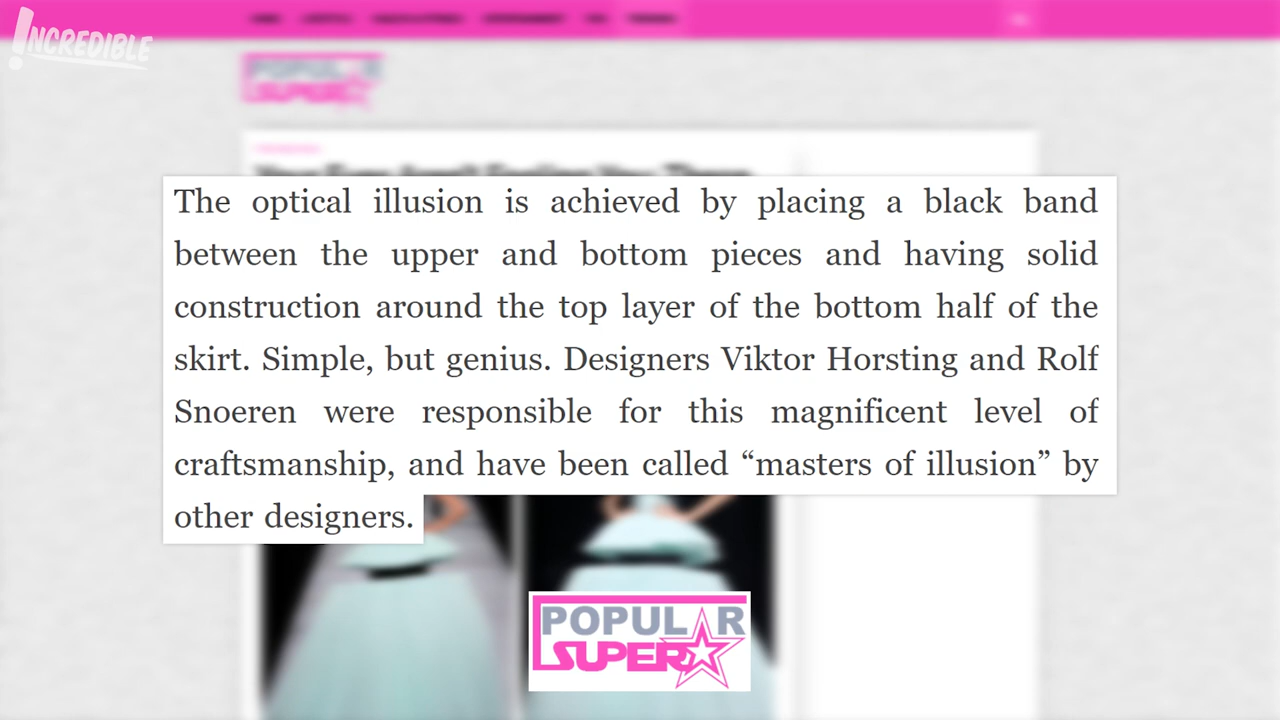 INCREDIBLE
POPULAR
SUPER
The optical illusion is achieved by placing a black band
between the upper and bottom pieces and having solid
construction around the top layer of the bottom half of the
skirt. Simple, but genius. Designers Viktor Horsting and Rolf
Snoeren were responsible for this magnificent level of
craftsmanship, and have been called “masters of illusion” by
other designers.
POPULAR
SUPER